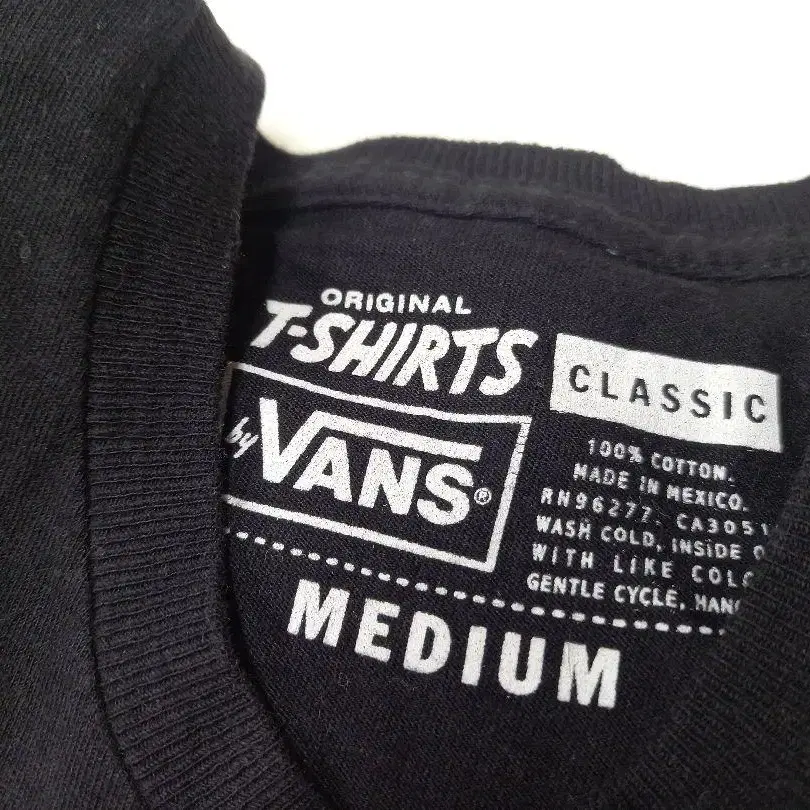 ORIGINAL
T-SHIRTS
by VANS®
CLASSIC
100% COTTON.
MADE IN MEXICO.
RN96277. CA3051
WASH COLD, INSIDE
WITH LIKE
GENTLE CYCLE,
MEDIUM